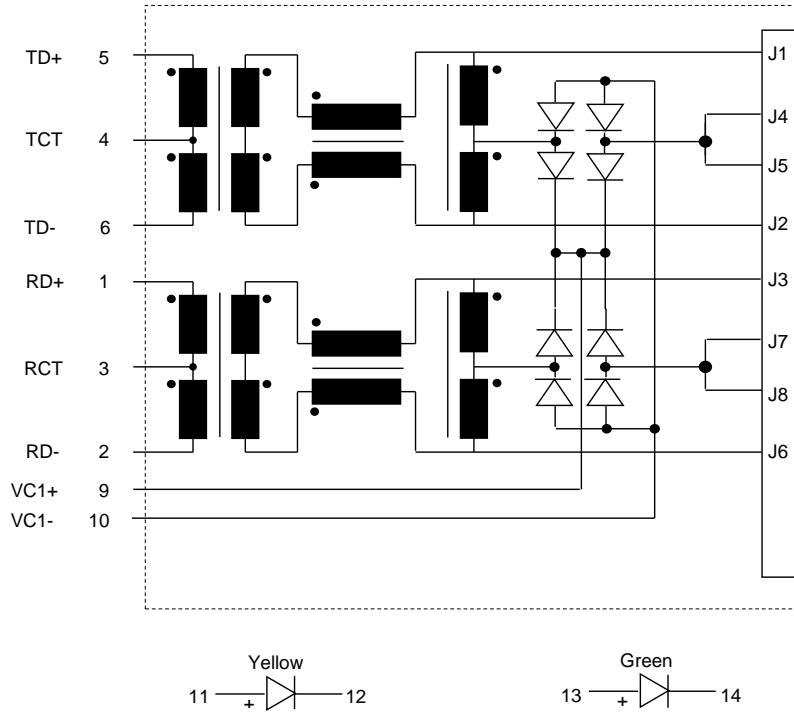 TD+ 5
J1
J4
TCT 4
J5
TD- 6
J2
RD+ 1
J3
J7
RCT 3
J8
RD- 2
J6
VC1+ 9
VC1- 10
Yellow
11 + 12
Green
13 + 14